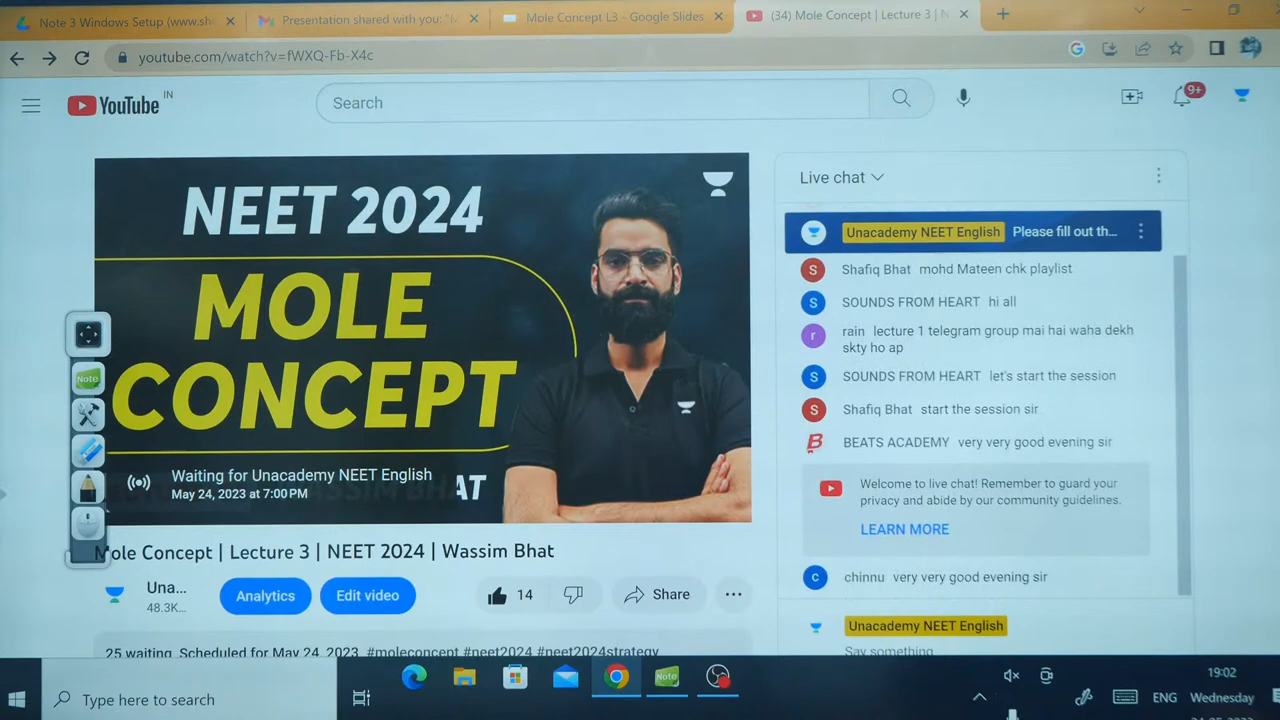 Note 3 Windows Setup (www.sh
Presentation shared with you: "M
Mole Concept L3 - Google Slides
(34) Mole Concept | Lecture 3 | N
youtube.com/watch?v=fWXQ-Fb-X4c
YouTube IN
Search
9+
NEET 2024
MOLE
CONCEPT
Waiting for Unacademy NEET English
May 24, 2023 at 7:00 PM
WASSIM BHAT
Note
Mole Concept | Lecture 3 | NEET 2024 | Wassim Bhat
Una...
48.3K...
Analytics
Edit video
14
Share
25 waiting Scheduled for May 24, 2023 #moleconcept #neet2024 #neet2024strategy
Live chat
Unacademy NEET English Please fill out th...
S Shafiq Bhat mohd Mateen chk playlist
S SOUNDS FROM HEART hi all
r rain lecture 1 telegram group mai hai waha dekh
skty ho ap
S SOUNDS FROM HEART let's start the session
S Shafiq Bhat start the session sir
B BEATS ACADEMY very very good evening sir
Welcome to live chat! Remember to guard your
privacy and abide by our community guidelines.
LEARN MORE
c chinnu very very good evening sir
Unacademy NEET English
Say something
Type here to search
Note
19:02
ENG Wednesday